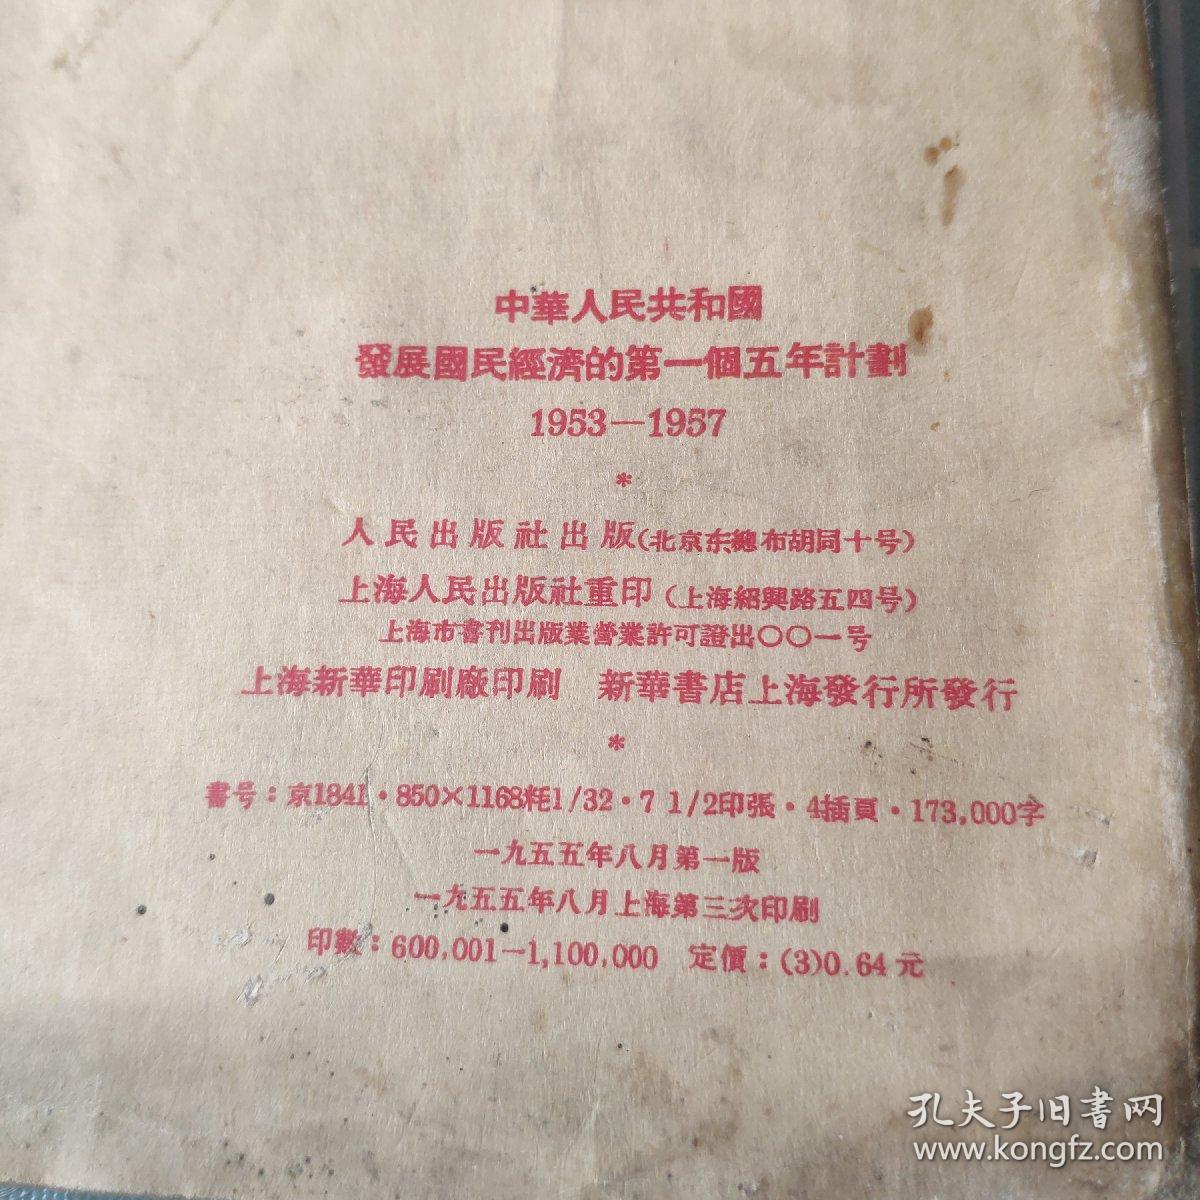 中華人民共和國
發展國民經濟的第一個五年計劃
1953—1957
*
人民出版社出版(北京东總布胡同十号)
上海人民出版社重印(上海紹興路五四号)
上海市書刊出版業營業許可證出〇〇一号
上海新華印刷廠印刷 新華書店上海發行所發行
*
書号:京1841·850×1168粍1/32·7 1/2印張·4插頁·173,000字
一九五五年八月第一版
一九五五年八月上海第三次印刷
印數:600,001—1,100,000 定價:(3)0.64元
孔夫子旧書网
www.kongfz.com